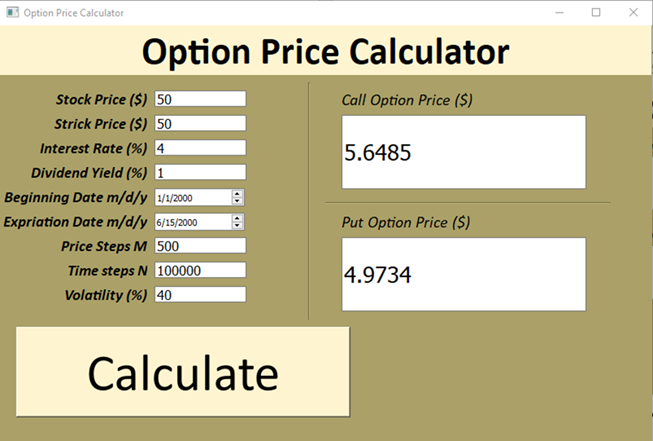 Option Price Calculator
Option Price Calculator
Stock Price ($) 50
Strick Price ($) 50
Interest Rate (%) 4
Dividend Yield (%) 1
Beginning Date m/d/y 1/1/2000
Expriation Date m/d/y 6/15/2000
Price Steps M 500
Time steps N 100000
Volatility (%) 40
Call Option Price ($)
5.6485
Put Option Price ($)
4.9734
Calculate